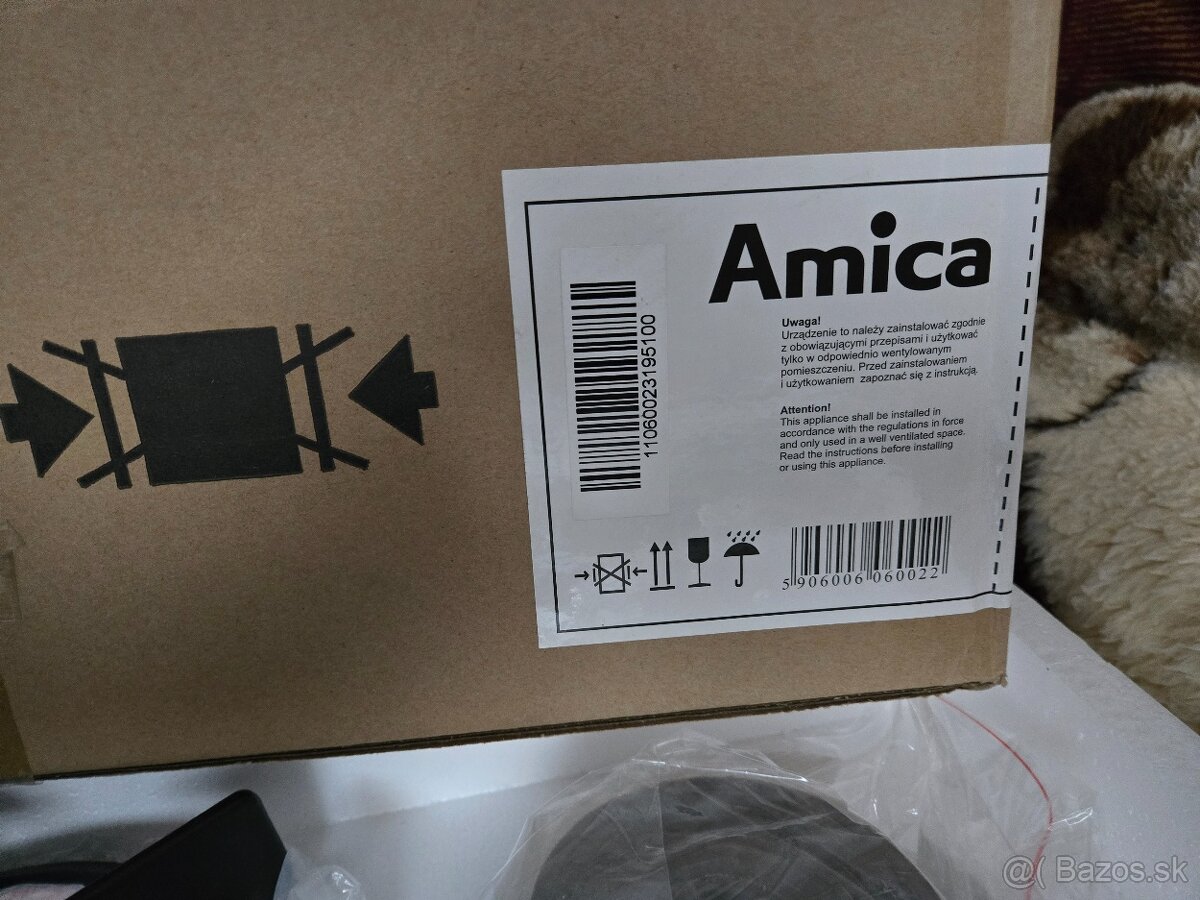 Amica
Uwaga!
Urządzenie to należy zainstalować zgodnie
z obowiązującymi przepisami i użytkować
tylko w odpowiednio wentylowanym
pomieszczeniu. Przed zainstalowaniem
i użytkowaniem zapoznać się z instrukcją.
Attention!
This appliance shall be installed in
accordance with the regulations in force
and only used in a well ventilated space.
Read the instructions before installing
or using this appliance.
11060023195100
5 906006 060022
@( Bazos.sk